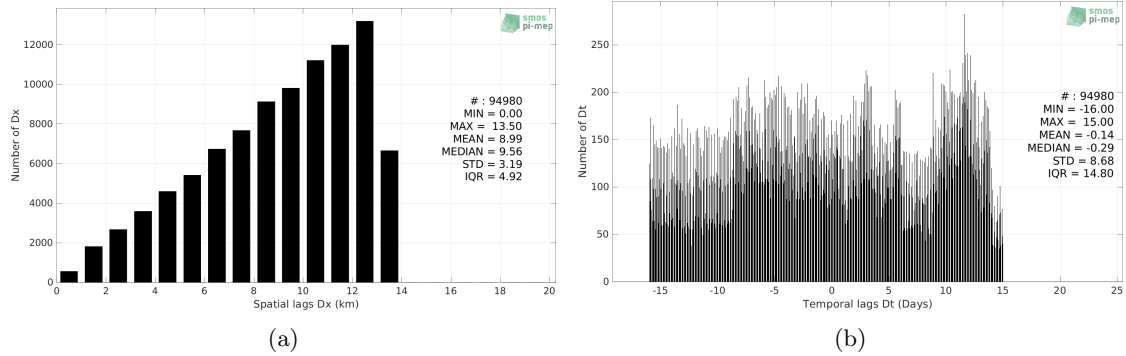 smos
pi-mep
12000
10000
8000
6000
4000
2000
0
Number of Dx
# : 94980
MIN = 0.00
MAX = 13.50
MEAN = 8.99
MEDIAN = 9.56
STD = 3.19
IQR = 4.92
0 2 4 6 8 10 12 14 16 18 20
Spatial lags Dx (km)
(a)
smos
pi-mep
250
200
150
100
50
0
Number of Dt
# : 94980
MIN = -16.00
MAX = 15.00
MEAN = -0.14
MEDIAN = -0.29
STD = 8.68
IQR = 14.80
-15 -10 -5 0 5 10 15 20 25
Temporal lags Dt (Days)
(b)